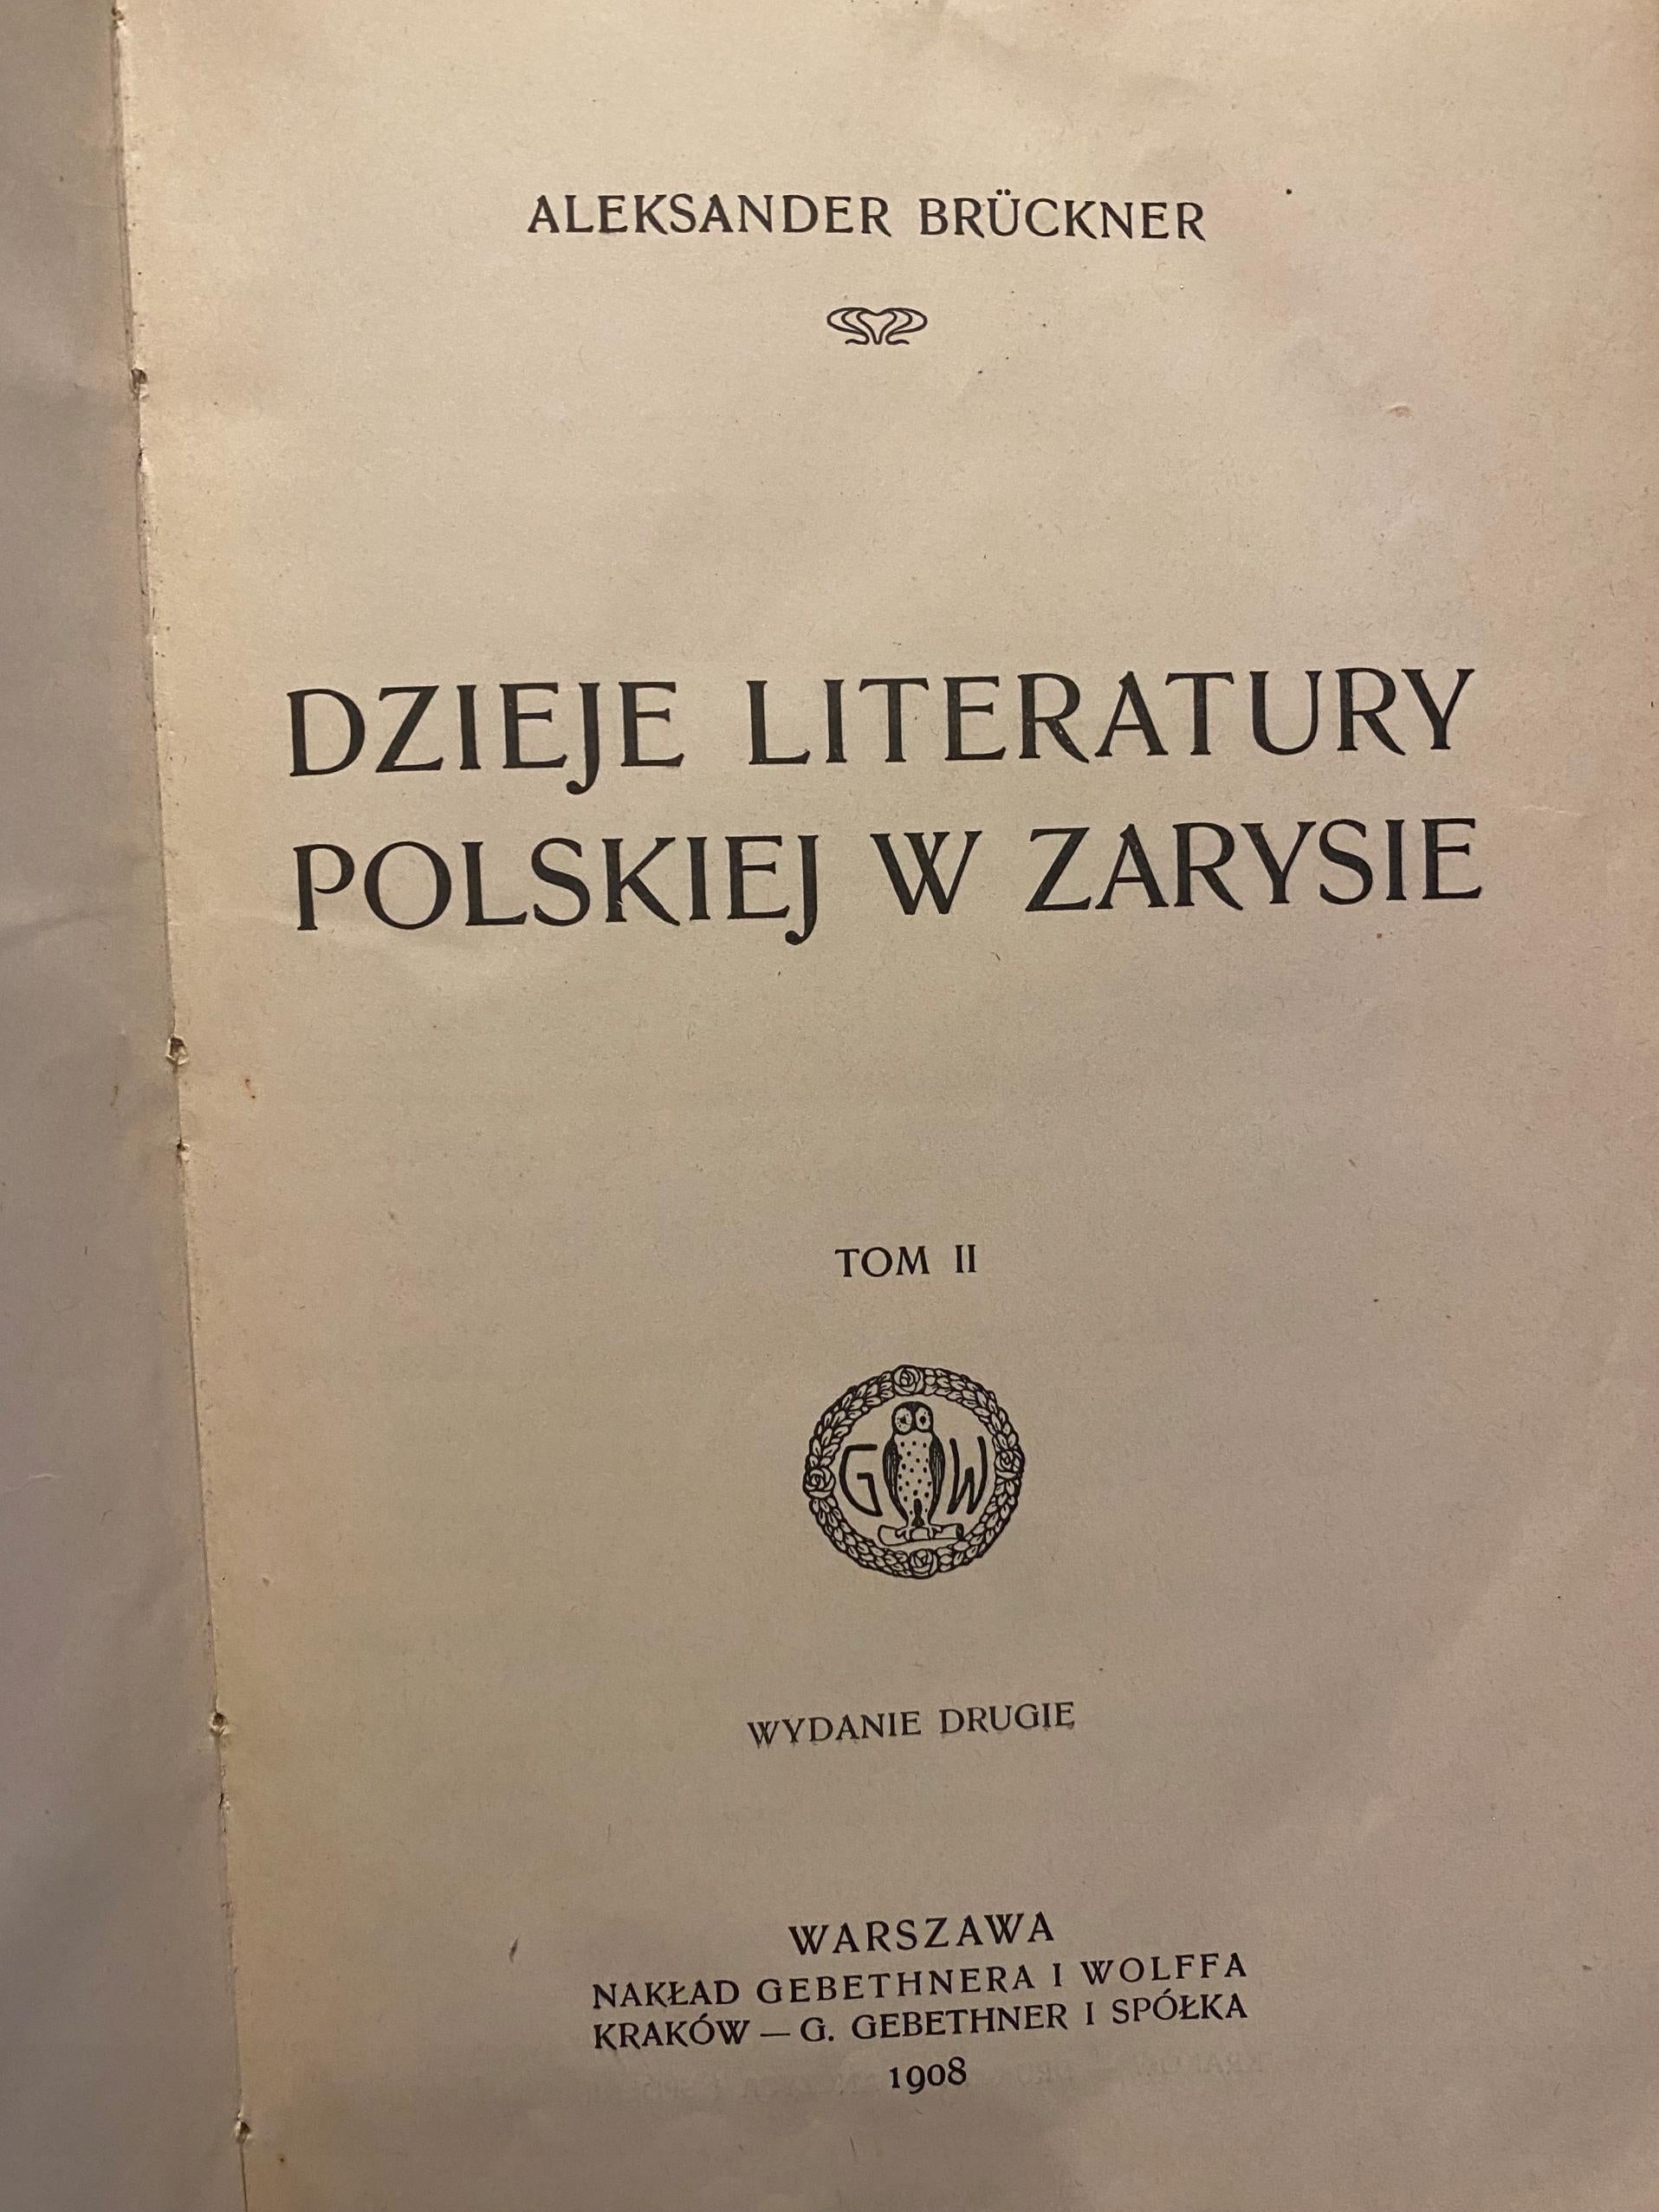 ALEKSANDER BRÜCKNER
DZIEJE LITERATURY
POLSKIEJ W ZARYSIE
TOM II
G W
WYDANIE DRUGIE
WARSZAWA
NAKŁAD GEBETHNERA I WOLFFA
KRAKÓW — G. GEBETHNER I SPÓŁKA
1908